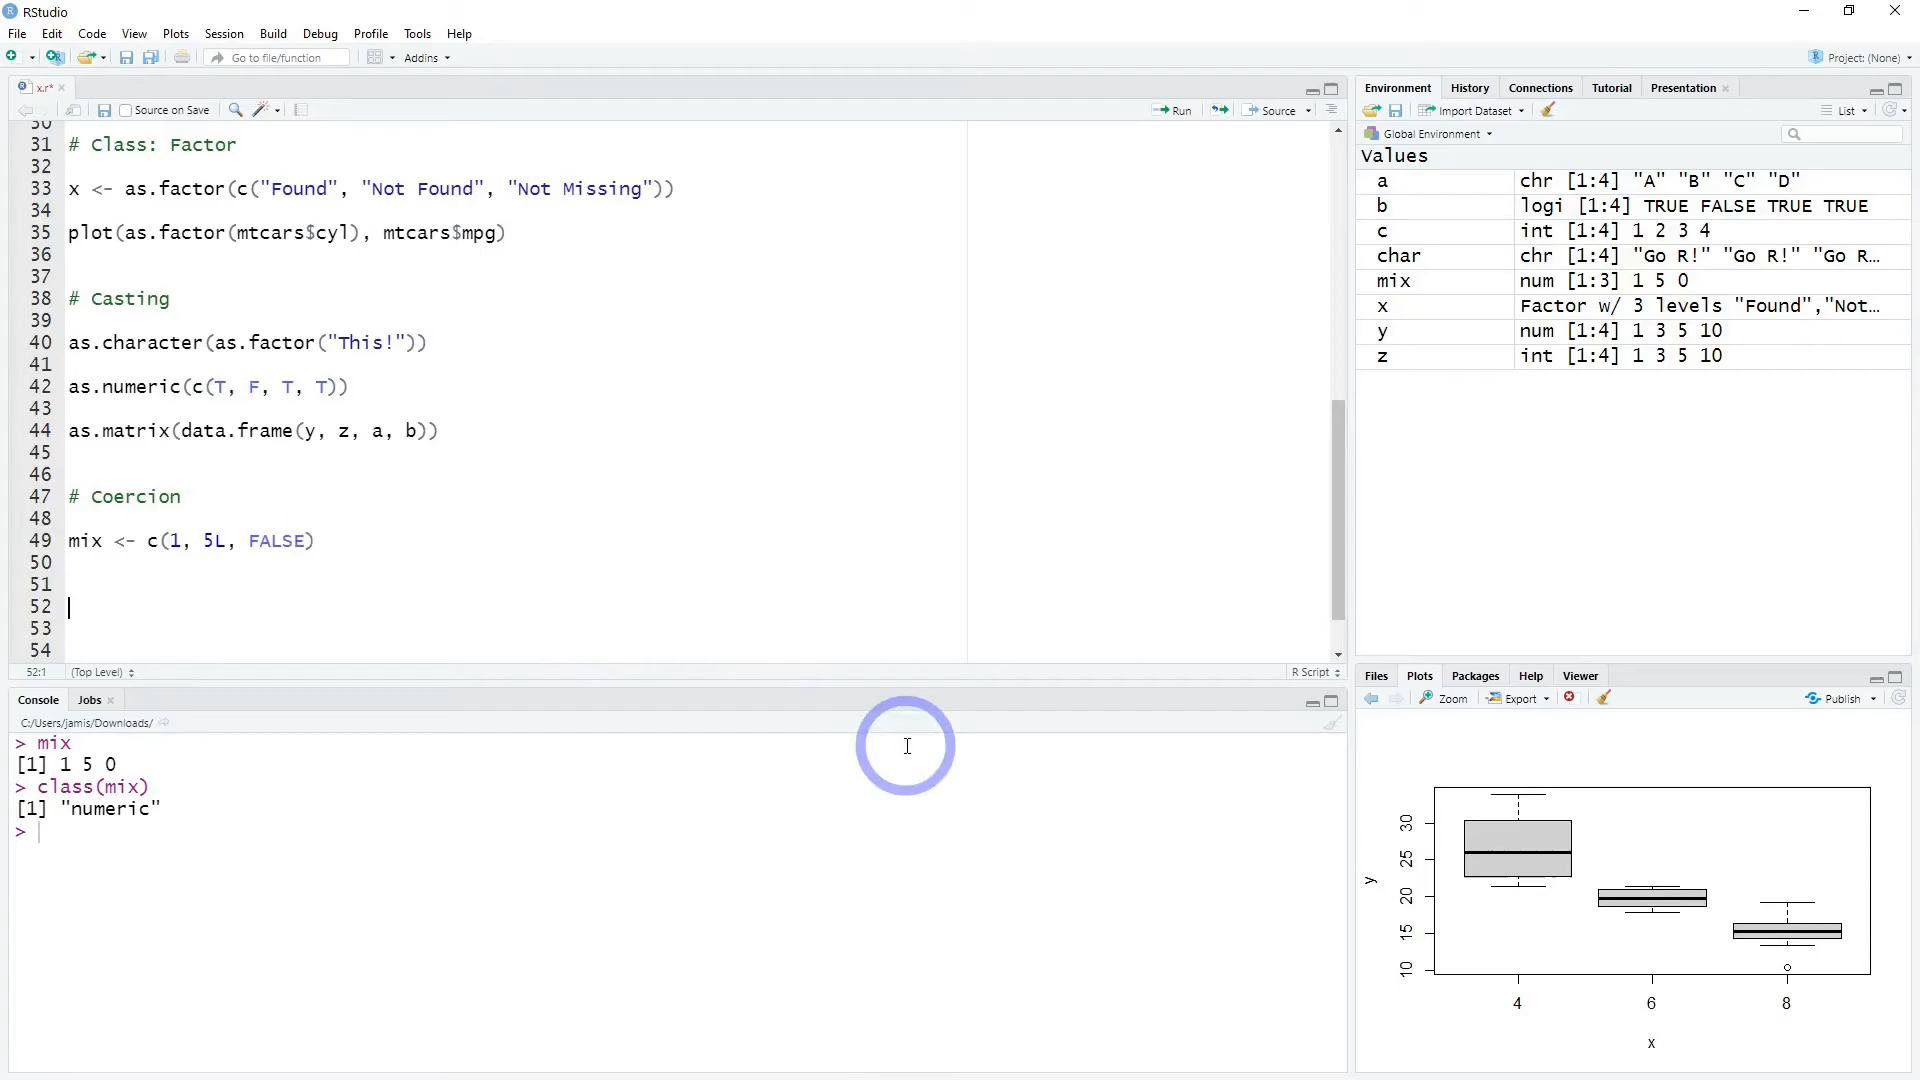 RStudio
File Edit Code View Plots Session Build Debug Profile Tools Help
Go to file/function Addins Project: (None)
x.r*
Source on Save Run Source
30
31 # Class: Factor
32
33 x <- as.factor(c("Found", "Not Found", "Not Missing"))
34
35 plot(as.factor(mtcars$cyl), mtcars$mpg)
36
37
38 # Casting
39
40 as.character(as.factor("This!"))
41
42 as.numeric(c(T, F, T, T))
43
44 as.matrix(data.frame(y, z, a, b))
45
46
47 # Coercion
48
49 mix <- c(1, 5L, FALSE)
50
51
52
53
54
52:1 (Top Level) R Script
Console Jobs
C:/Users/jamis/Downloads/
> mix
[1] 1 5 0
> class(mix)
[1] "numeric"
>
Environment History Connections Tutorial Presentation
Import Dataset List
Global Environment
Values
a chr [1:4] "A" "B" "C" "D"
b logi [1:4] TRUE FALSE TRUE TRUE
c int [1:4] 1 2 3 4
char chr [1:4] "Go R!" "Go R!" "Go R…
mix num [1:3] 1 5 0
x Factor w/ 3 levels "Found","Not…
y num [1:4] 1 3 5 10
z int [1:4] 1 3 5 10
Files Plots Packages Help Viewer
Zoom Export Publish
30
25
20
15
10
y
4 6 8
x